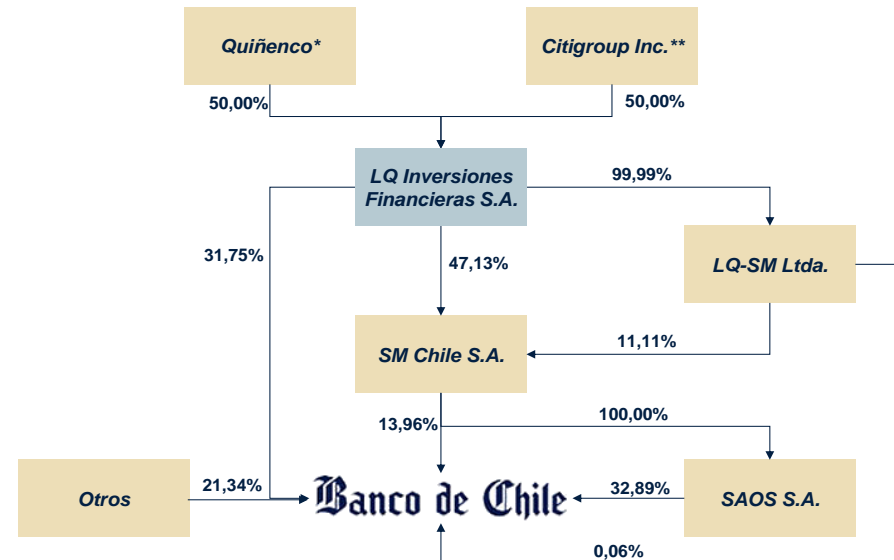 Quiñenco*
Citigroup Inc.**
50,00%
50,00%
LQ Inversiones
Financieras S.A.
99,99%
31,75%
47,13%
LQ-SM Ltda.
11,11%
SM Chile S.A.
13,96%
100,00%
Otros
21,34%
Banco de Chile
32,89%
SAOS S.A.
0,06%